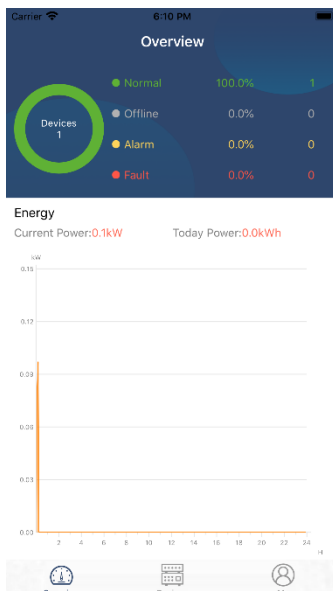 Carrier 6:10 PM
Overview
Devices
1
Normal 100.0% 1
Offline 0.0% 0
Alarm 0.0% 0
Fault 0.0% 0
Energy
Current Power:0.1kW Today Power:0.0kWh
kW
0.15
0.12
0.09
0.06
0.03
0.00
2 4 6 8 10 12 14 16 18 20 22 24
H